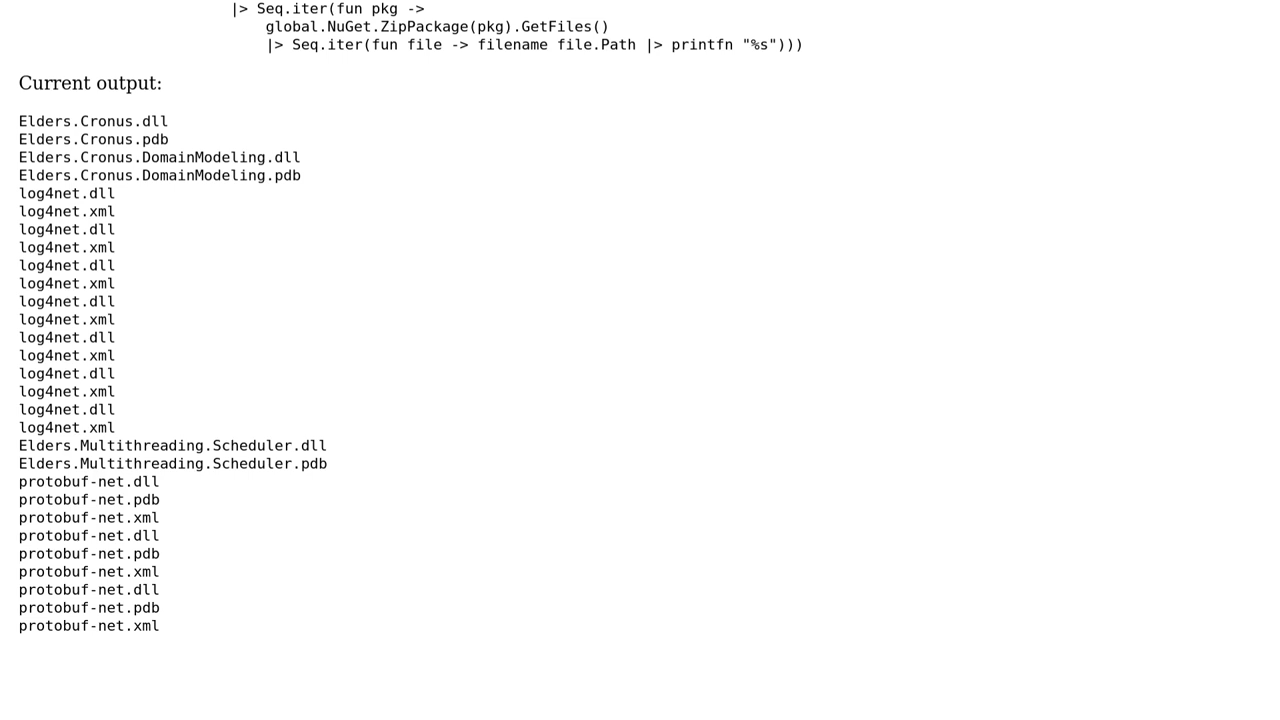 |> Seq.iter(fun pkg ->
global.NuGet.ZipPackage(pkg).GetFiles()
|> Seq.iter(fun file -> filename file.Path |> printfn "%s")))
Current output:
Elders.Cronus.dll
Elders.Cronus.pdb
Elders.Cronus.DomainModeling.dll
Elders.Cronus.DomainModeling.pdb
log4net.dll
log4net.xml
log4net.dll
log4net.xml
log4net.dll
log4net.xml
log4net.dll
log4net.xml
log4net.dll
log4net.xml
log4net.dll
log4net.xml
log4net.dll
log4net.xml
Elders.Multithreading.Scheduler.dll
Elders.Multithreading.Scheduler.pdb
protobuf-net.dll
protobuf-net.pdb
protobuf-net.xml
protobuf-net.dll
protobuf-net.pdb
protobuf-net.xml
protobuf-net.dll
protobuf-net.pdb
protobuf-net.xml